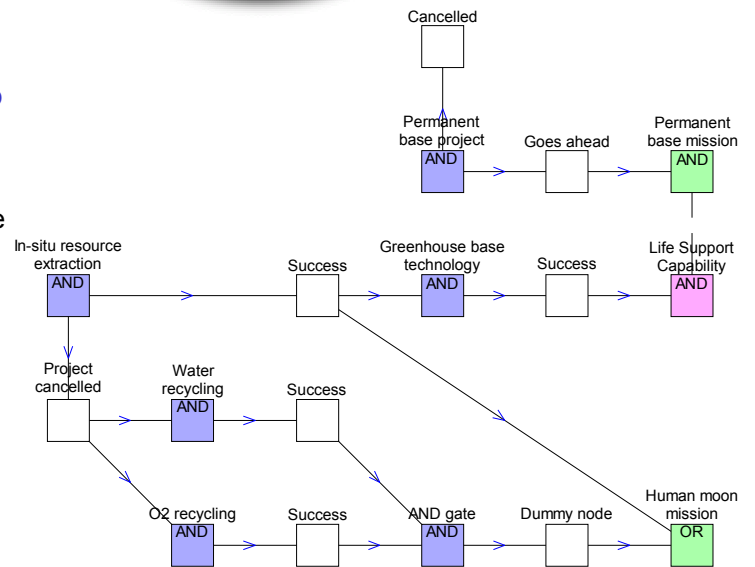 Cancelled
Permanent
base project
AND
Goes ahead
Permanent
base mission
AND
e
In-situ resource
extraction
AND
Success
Greenhouse base
technology
AND
Success
Life Support
Capability
AND
Project
cancelled
Water
recycling
AND
Success
O2 recycling
AND
Success
AND gate
AND
Dummy node
Human moon
mission
OR